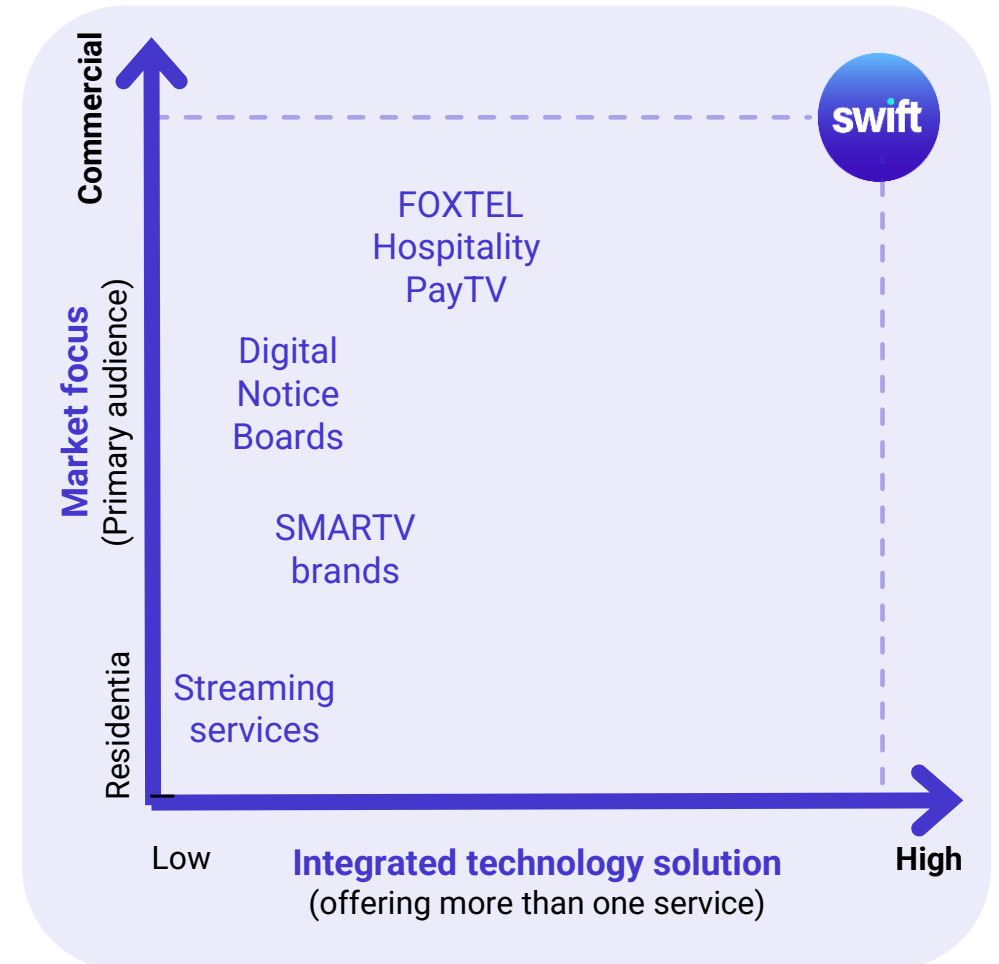 Commercial
swift
FOXTEL
Hospitality
PayTV
Digital
Notice
Boards
Market focus
(Primary audience)
SMARTV
brands
Residentia
Streaming
services
Low
Integrated technology solution
(offering more than one service)
High